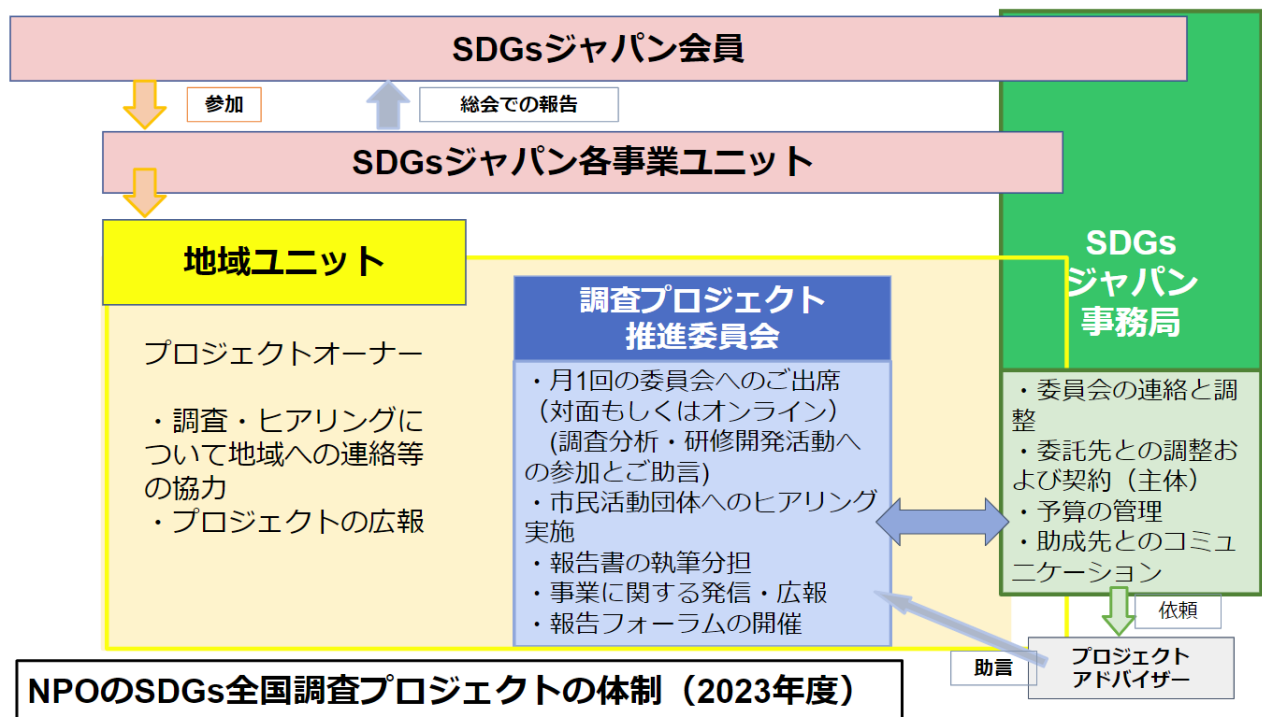 SDGsジャパン会員
参加
総会での報告
SDGsジャパン各事業ユニット
地域ユニット
プロジェクトオーナー
・調査・ヒアリングに
ついて地域への連絡等
の協力
・プロジェクトの広報
調査プロジェクト
推進委員会
・月1回の委員会へのご出席
（対面もしくはオンライン）
(調査分析・研修開発活動へ
の参加とご助言)
・市民活動団体へのヒアリング
実施
・報告書の執筆分担
・事業に関する発信・広報
・報告フォーラムの開催
SDGs
ジャパン
事務局
・委員会の連絡と調
整
・委託先との調整お
よび契約（主体）
・予算の管理
・助成先とのコミュ
ニケーション
依頼
助言
プロジェクト
アドバイザー
NPOのSDGs全国調査プロジェクトの体制（2023年度）